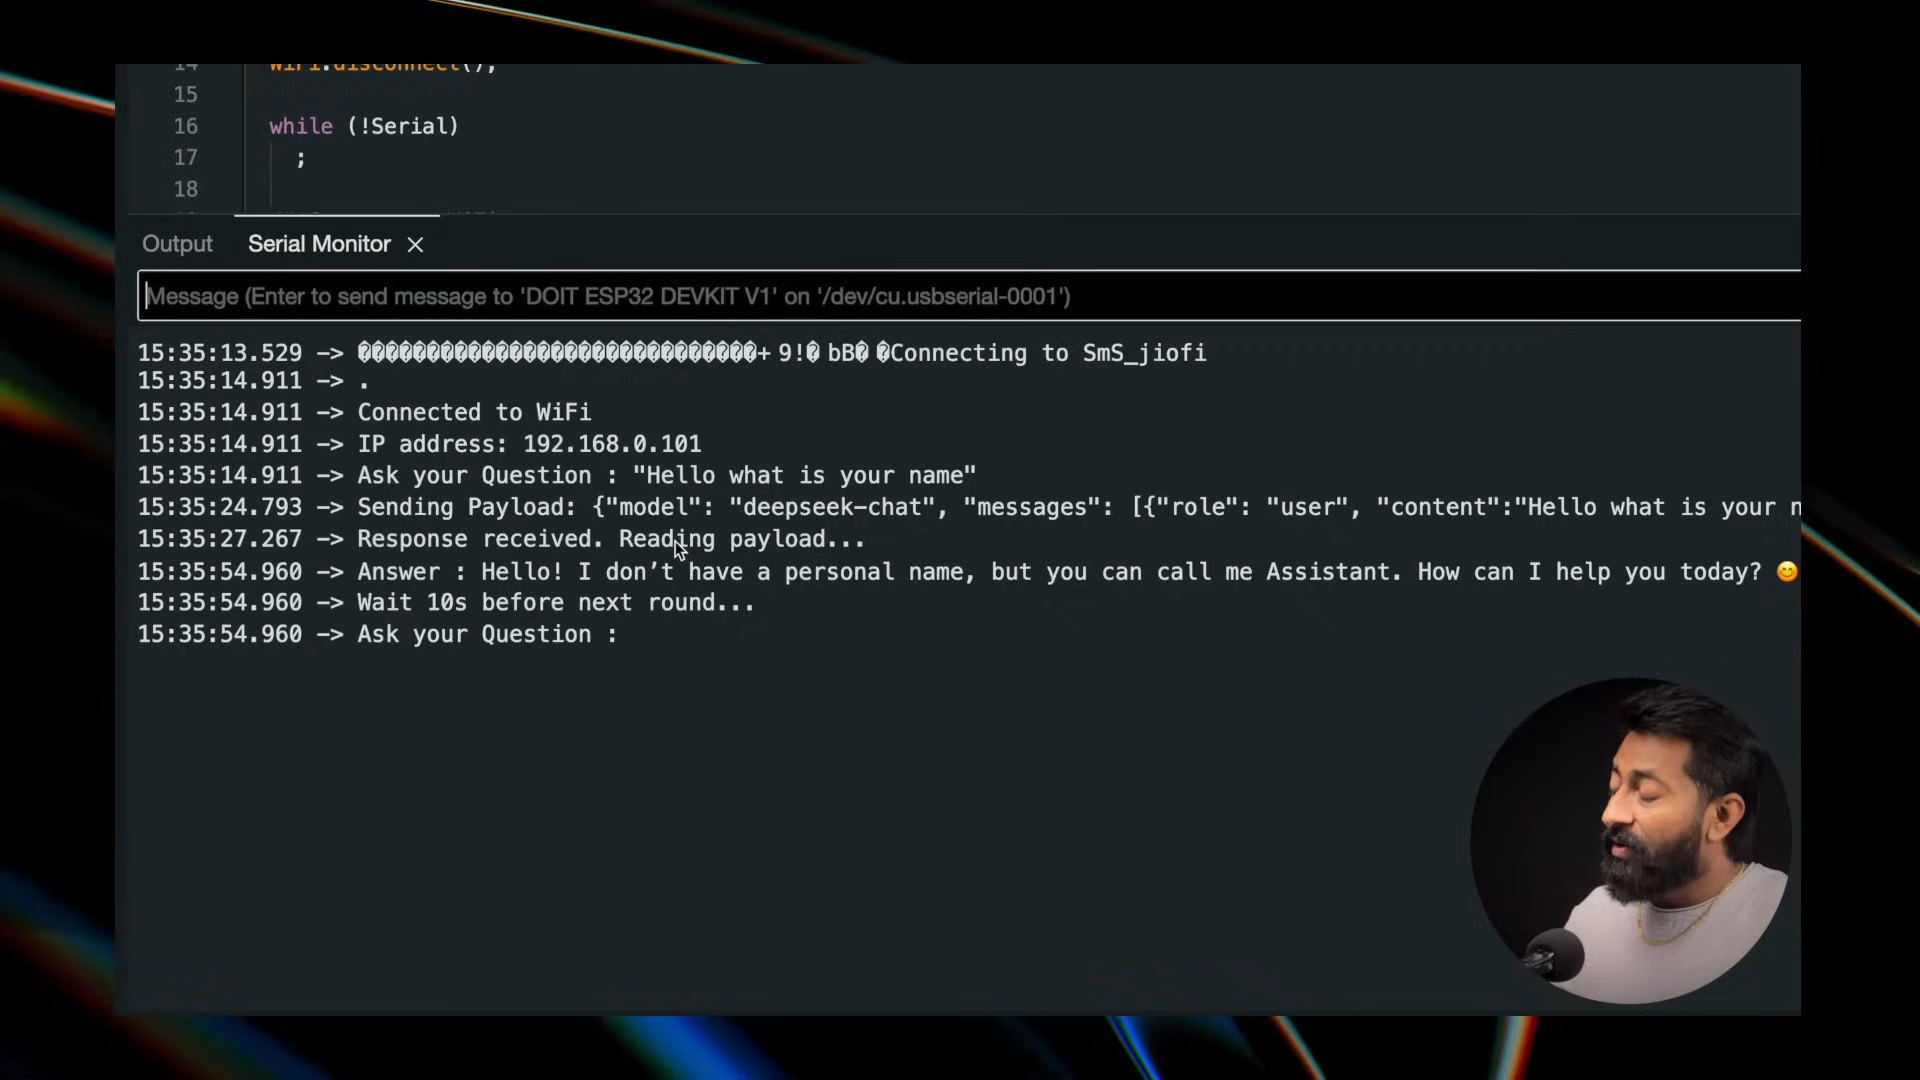 14 WiFi.disconnect();
15
16 while (!Serial)
17 ;
18
Output Serial Monitor ×
Message (Enter to send message to 'DOIT ESP32 DEVKIT V1' on '/dev/cu.usbserial-0001')
15:35:13.529 -> �����������������������������+ 9!� bB� �Connecting to SmS_jiofi
15:35:14.911 -> .
15:35:14.911 -> Connected to WiFi
15:35:14.911 -> IP address: 192.168.0.101
15:35:14.911 -> Ask your Question : "Hello what is your name"
15:35:24.793 -> Sending Payload: {"model": "deepseek-chat", "messages": [{"role": "user", "content":"Hello what is your n
15:35:27.267 -> Response received. Reading payload...
15:35:54.960 -> Answer : Hello! I don’t have a personal name, but you can call me Assistant. How can I help you today? 😊
15:35:54.960 -> Wait 10s before next round...
15:35:54.960 -> Ask your Question :